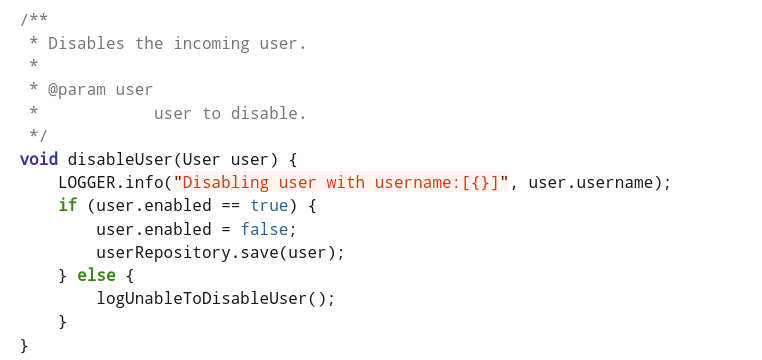 /**
 * Disables the incoming user.
 *
 * @param user
 *            user to disable.
 */
void disableUser(User user) {
    LOGGER.info("Disabling user with username:[{}]", user.username);
    if (user.enabled == true) {
        user.enabled = false;
        userRepository.save(user);
    } else {
        logUnableToDisableUser();
    }
}